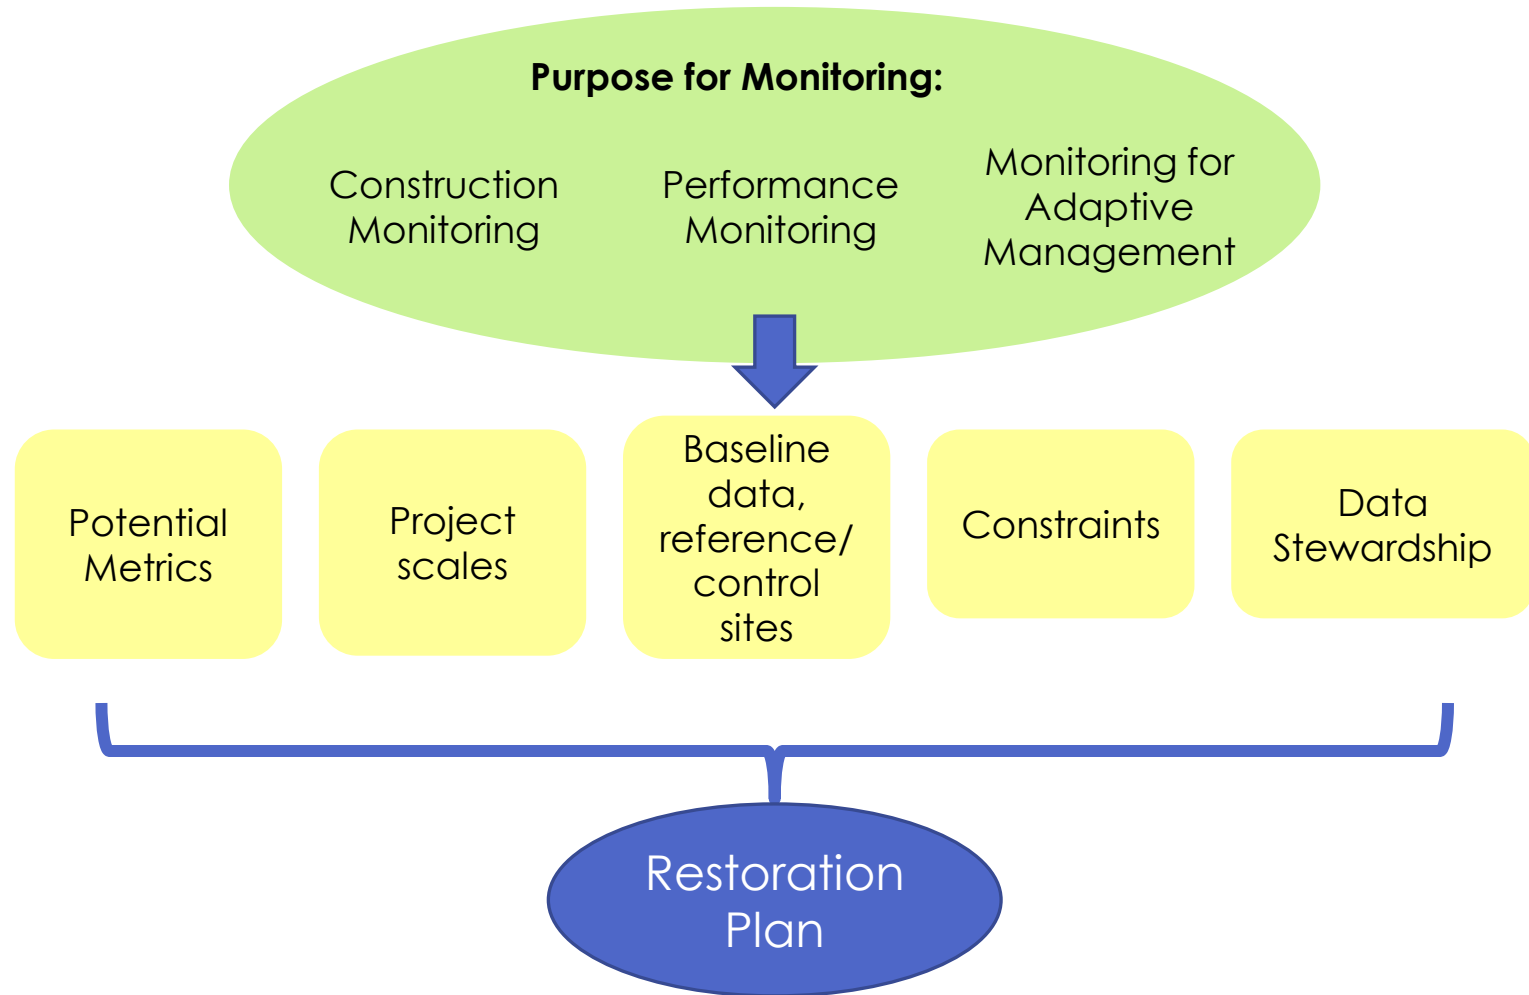 Purpose for Monitoring:
Construction
Monitoring
Performance
Monitoring
Monitoring for
Adaptive
Management
Potential
Metrics
Project
scales
Baseline
data,
reference/
control
sites
Constraints
Data
Stewardship
Restoration
Plan